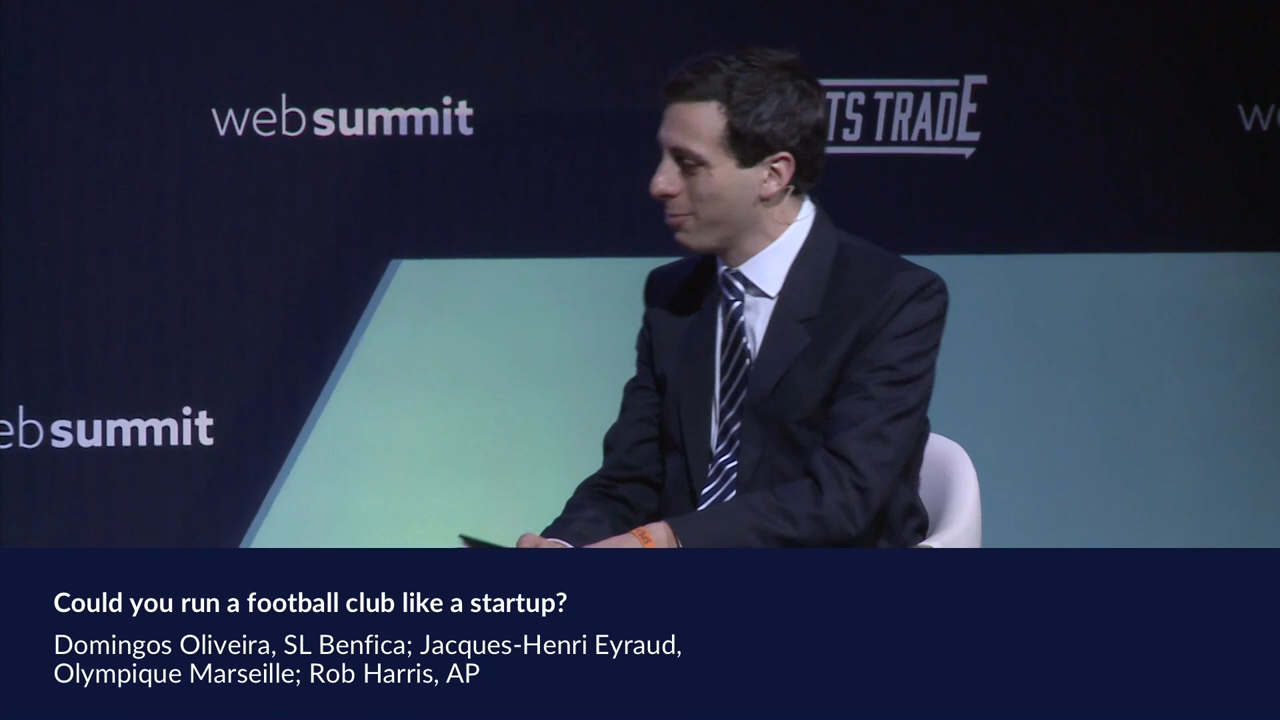 web summit
TS TRADE
we
eb summit
Could you run a football club like a startup?
Domingos Oliveira, SL Benfica; Jacques-Henri Eyraud,
Olympique Marseille; Rob Harris, AP